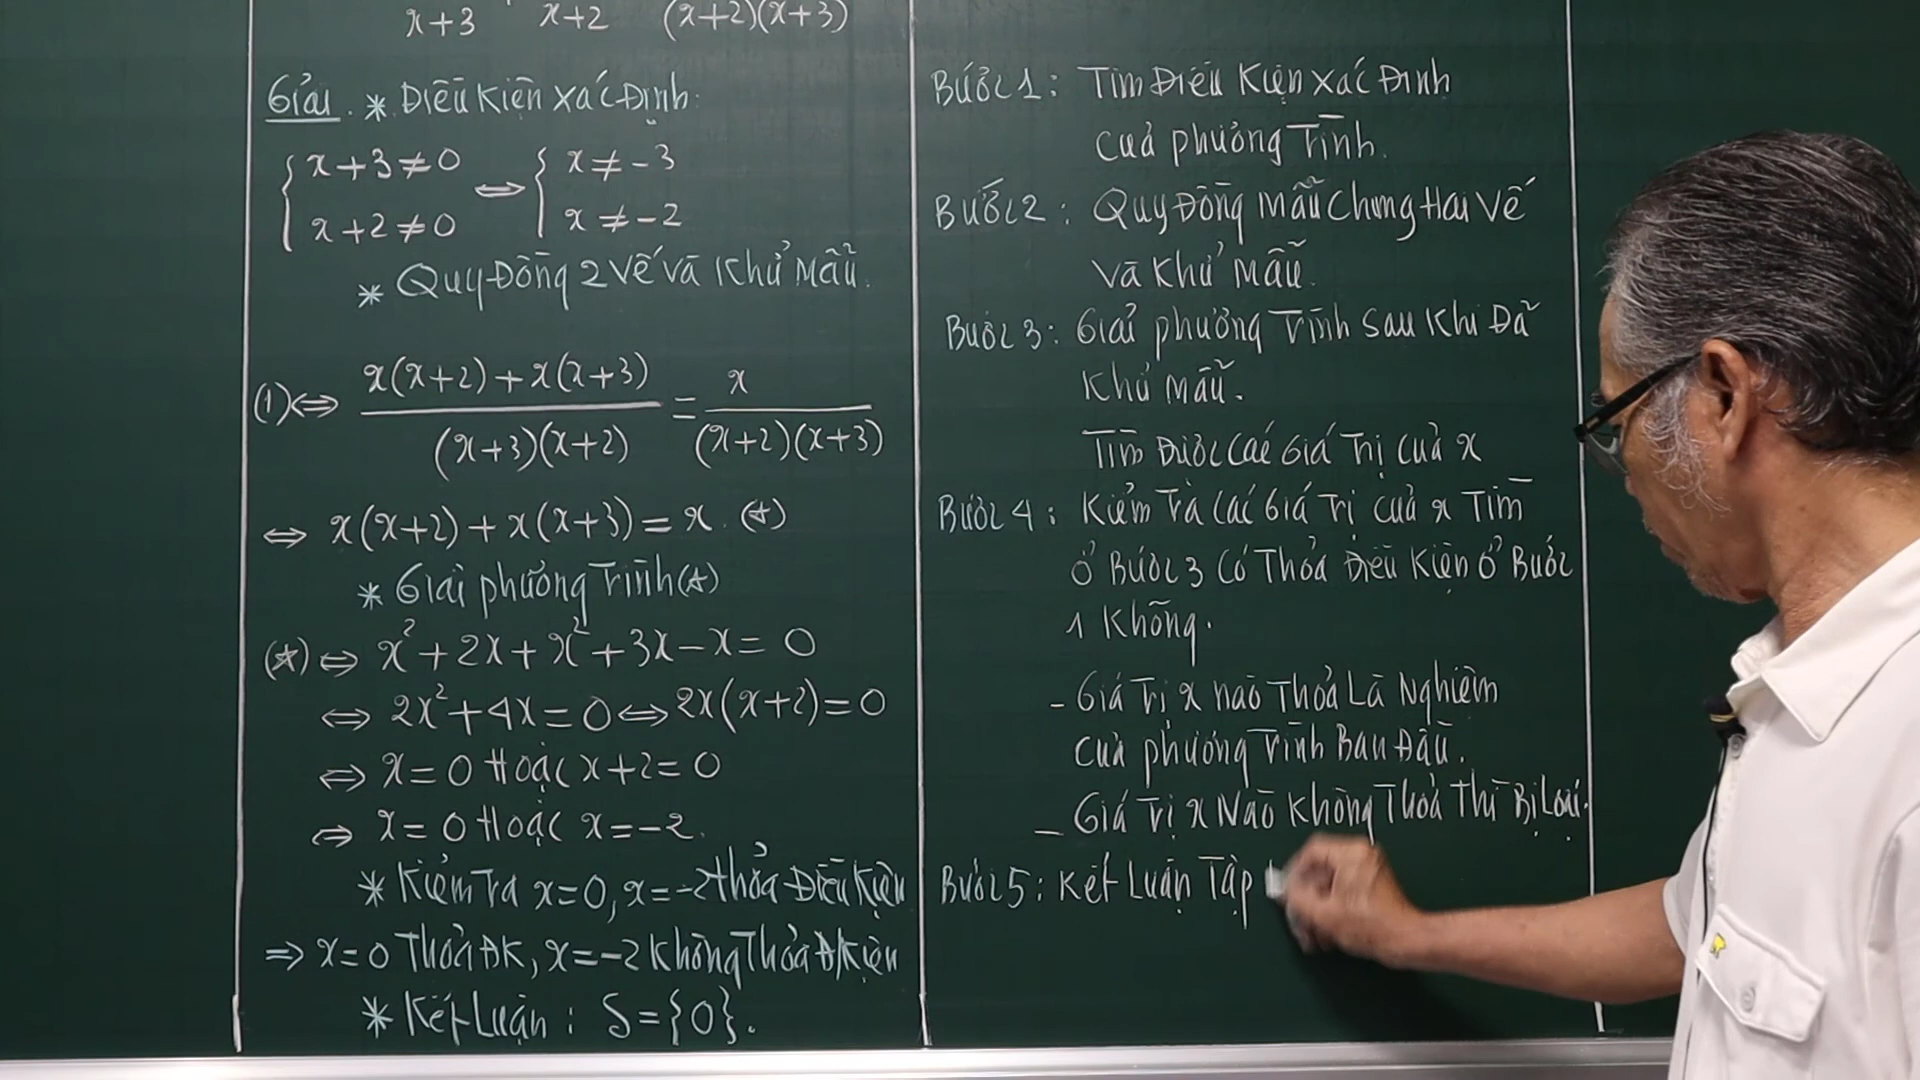 x+3 x+2 (x+2)(x+3)
Giải. * Điều Kiện Xác Định:
{ x+3≠0 ⇔ { x≠-3
x+2≠0 x≠-2
* Quy Đồng 2 Vế và Khử Mẫu.
(1)⇔ x(x+2)+x(x+3) / (x+3)(x+2) = x / (x+2)(x+3)
⇔ x(x+2)+x(x+3)=x. (*)
* Giải phương Trình (*)
(*) ⇔ x²+2x+x²+3x-x=0
⇔ 2x²+4x=0⇔2x(x+2)=0
⇔ x=0 Hoặc x+2=0
⇔ x=0 Hoặc x=-2.
* Kiểm Tra x=0, x=-2 thỏa Điều Kiện
⇒ x=0 Thỏa ĐK, x=-2 Không Thỏa Đ/Kiện
* Kết Luận: S={0}.
Bước 1: Tìm Điều Kiện Xác Định
của phương Trình.
Bước 2: Quy Đồng Mẫu Chung Hai Vế
và Khử Mẫu.
Bước 3: Giải phương Trình Sau Khi Đã
Khử Mẫu.
Tìm Được Các Giá Trị của x
Bước 4: Kiểm Tra Các Giá Trị của x Tìm
ở Bước 3 Có Thỏa Điều Kiện ở Bước
1 Không.
- Giá Trị x nào Thỏa Là Nghiệm
của phương Trình Ban Đầu.
- Giá Trị x Nào Không Thỏa Thì Bị Loại.
Bước 5: Kết Luận Tập